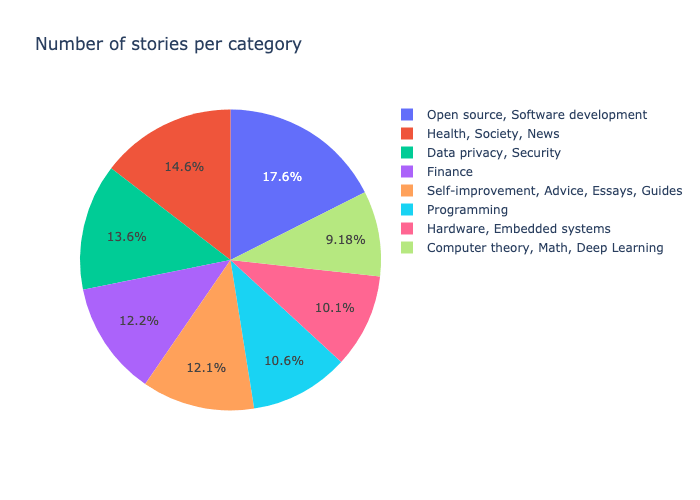 Number of stories per category
Open source, Software development
Health, Society, News
Data privacy, Security
Finance
Self-improvement, Advice, Essays, Guides
Programming
Hardware, Embedded systems
Computer theory, Math, Deep Learning
14.6%
17.6%
13.6%
9.18%
12.2%
10.1%
12.1%
10.6%